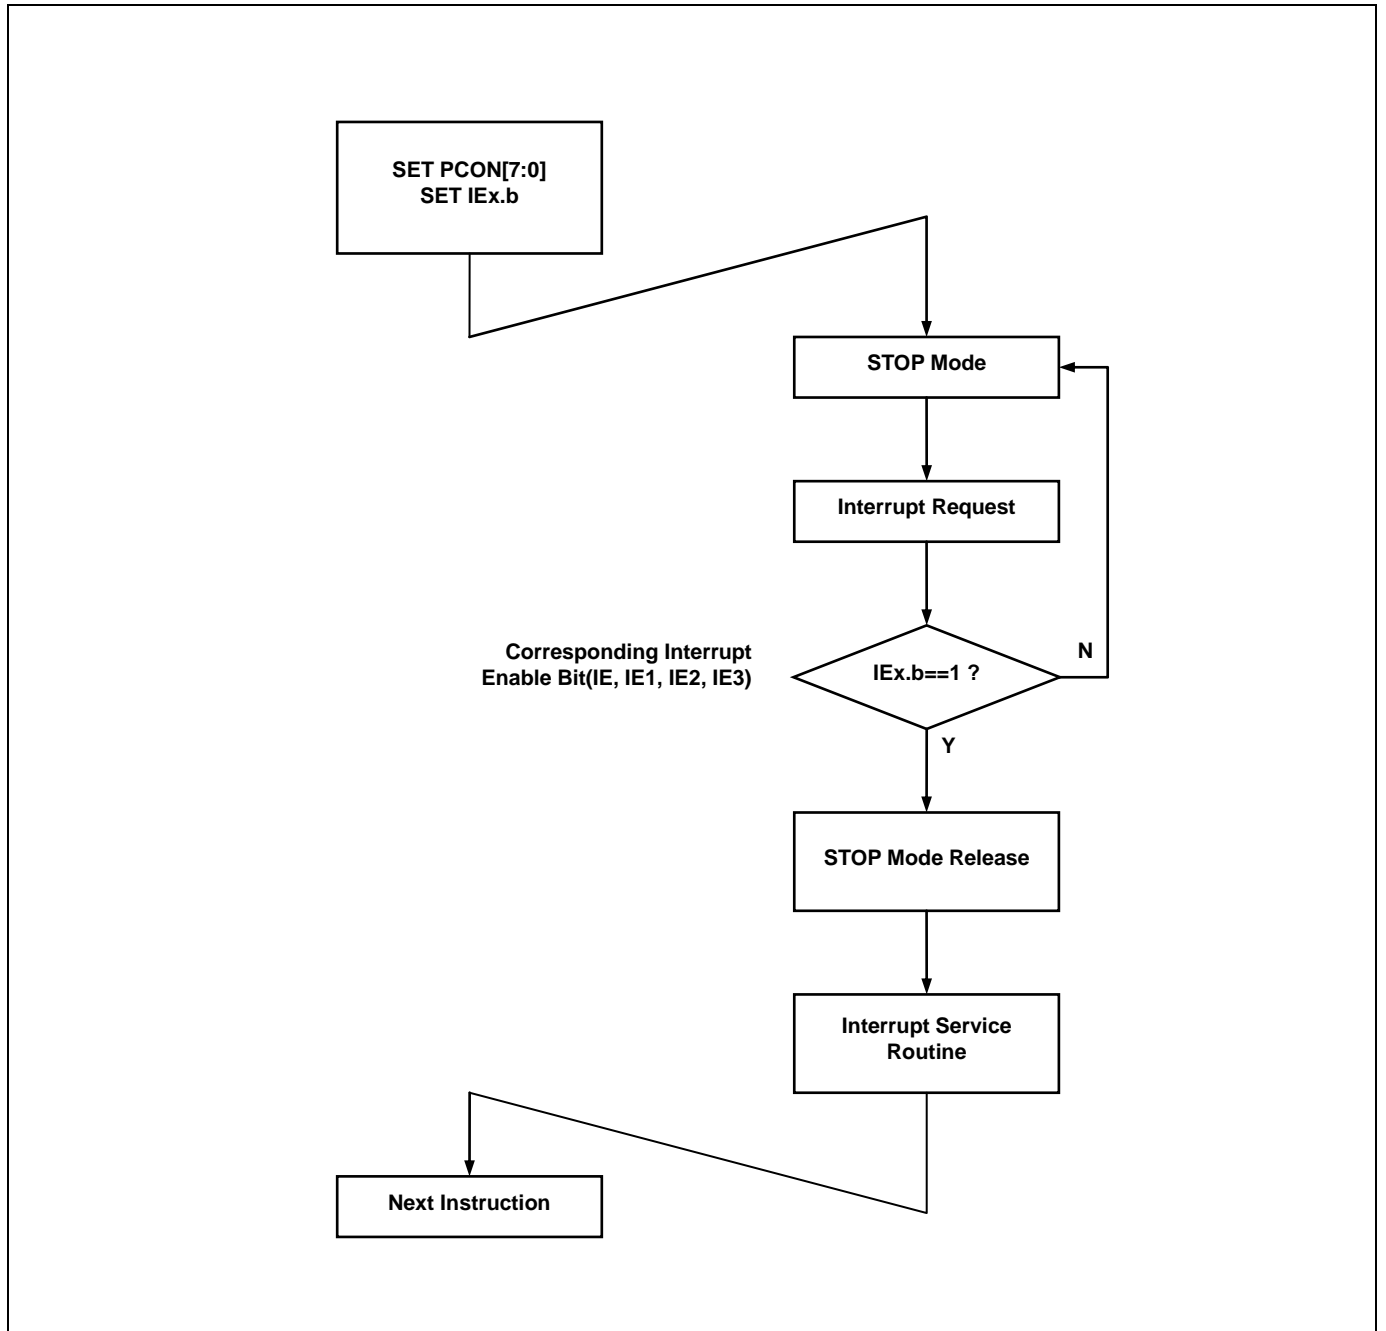 SET PCON[7:0]
SET IEx.b
STOP Mode
Interrupt Request
Corresponding Interrupt
Enable Bit(IE, IE1, IE2, IE3)
IEx.b==1 ?
N
Y
STOP Mode Release
Interrupt Service
Routine
Next Instruction